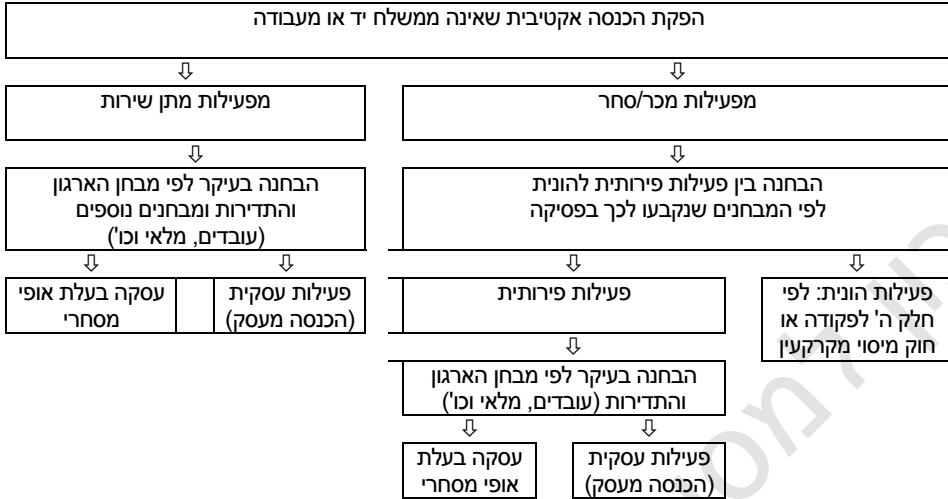 הפקת הכנסה אקטיבית שאינה ממשלח יד או מעבודה
מפעילות מכר/סחר
מפעילות מתן שירות
הבחנה בין פעילות פירותית להונית
לפי המבחנים שנקבעו לכך בפסיקה
הבחנה בעיקר לפי מבחן הארגון
והתדירות ומבחנים נוספים
(עובדים, מלאי וכו')
פעילות הונית: לפי
חלק ה' לפקודה או
חוק מיסוי מקרקעין
פעילות פירותית
פעילות עסקית
(הכנסה מעסק)
עסקה בעלת אופי
מסחרי
הבחנה בעיקר לפי מבחן הארגון
והתדירות (עובדים, מלאי וכו')
פעילות עסקית
(הכנסה מעסק)
עסקה בעלת
אופי מסחרי